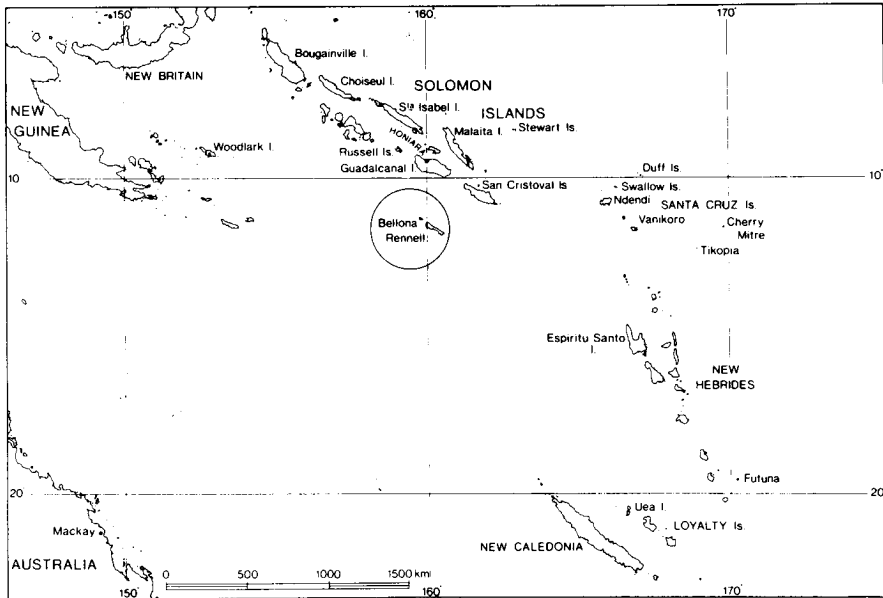 150°
160°
170°
Bougainville I.
NEW BRITAIN
Choiseul I.
SOLOMON
Sta Isabel I.
ISLANDS
NEW
GUINEA
Malaita I.
Stewart Is.
HONIARA
Woodlark I.
Russell Is.
Guadalcanal I.
Duff Is.
10
10°
San Cristoval Is
Swallow Is.
Ndendi
SANTA CRUZ Is.
Bellona
Rennell
Vanikoro
Cherry
Mitre
Tikopia
Espiritu Santo
I.
NEW
HEBRIDES
Futuna
20
20°
Uea I.
Mackay
LOYALTY Is.
NEW CALEDONIA
AUSTRALIA
0 500 1000 1500 km
150°
160°
170°